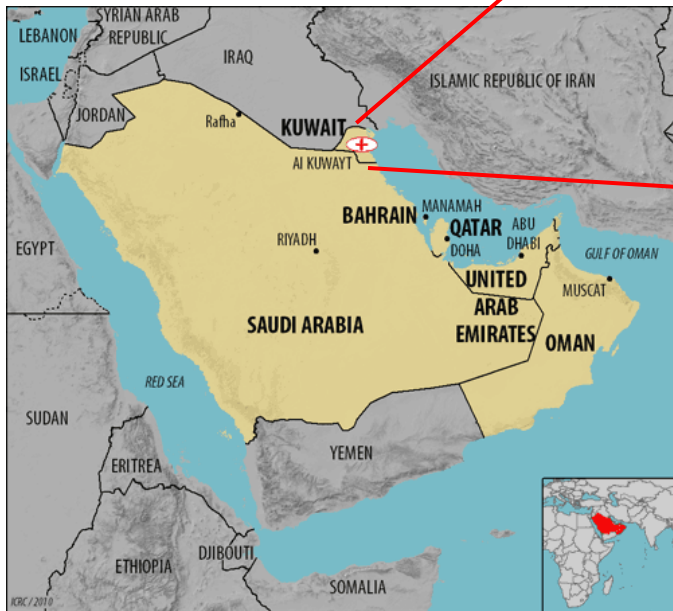 LEBANON
SYRIAN ARAB
REPUBLIC
ISRAEL
IRAQ
ISLAMIC REPUBLIC OF IRAN
JORDAN
Rafha
KUWAIT
Al KUWAYT
BAHRAIN
MANAMAH
QATAR
DOHA
ABU
DHABI
GULF OF OMAN
EGYPT
RIYADH
UNITED
ARAB
EMIRATES
MUSCAT
SAUDI ARABIA
OMAN
RED SEA
SUDAN
YEMEN
ERITREA
DJIBOUTI
ETHIOPIA
SOMALIA
ICRC / 2010